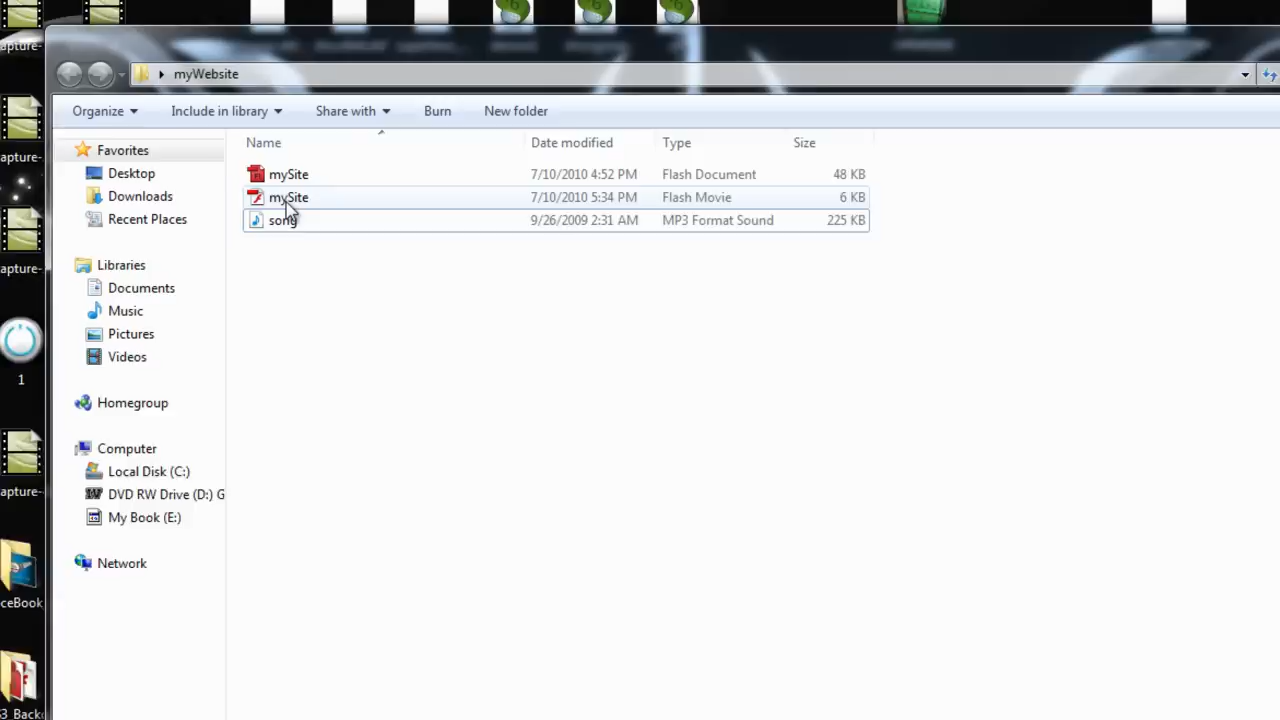 apture-
myWebsite
Organize Include in library Share with Burn New folder
Name Date modified Type Size
Favorites
Desktop
Downloads
Recent Places
Libraries
Documents
Music
Pictures
Videos
Homegroup
Computer
Local Disk (C:)
DVD RW Drive (D:) G
My Book (E:)
Network
mySite 7/10/2010 4:52 PM Flash Document 48 KB
mySite 7/10/2010 5:34 PM Flash Movie 6 KB
song 9/26/2009 2:31 AM MP3 Format Sound 225 KB
apture-
apture-
1
apture-
ceBook
S3 Back